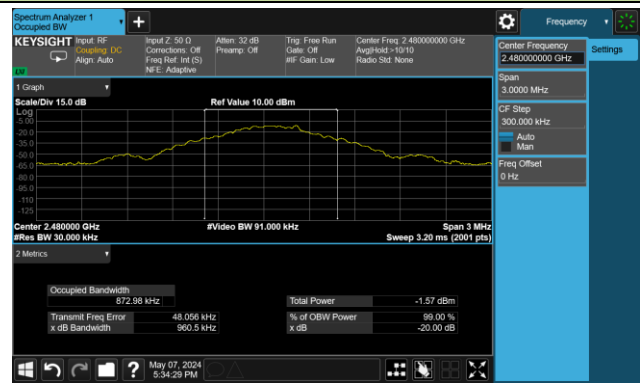 Spectrum Analyzer 1
Occupied BW
Frequency
KEYSIGHT
Input: RF
Coupling: DC
Align: Auto
Input Z: 50 Ω
Corrections: Off
Freq Ref: Int (S)
NFE: Adaptive
Atten: 32 dB
Preamp: Off
Trig: Free Run
Gate: Off
#IF Gain: Low
Center Freq: 2.480000000 GHz
Avg|Hold:>10/10
Radio Std: None
Center Frequency
2.480000000 GHz
Settings
Span
3.0000 MHz
CF Step
300.000 kHz
Auto
Man
Freq Offset
0 Hz
1 Graph
Scale/Div 15.0 dB
Ref Value 10.00 dBm
Log
-5.00
-20.0
-35.0
-50.0
-65.0
-80.0
-95.0
-110
-125
Center 2.480000 GHz
#Video BW 91.000 kHz
Span 3 MHz
#Res BW 30.000 kHz
Sweep 3.20 ms (2001 pts)
2 Metrics
Occupied Bandwidth
872.98 kHz
Total Power
-1.57 dBm
Transmit Freq Error
48.056 kHz
% of OBW Power
99.00 %
x dB Bandwidth
960.5 kHz
x dB
-20.00 dB
?
May 07, 2024
5:34:29 PM